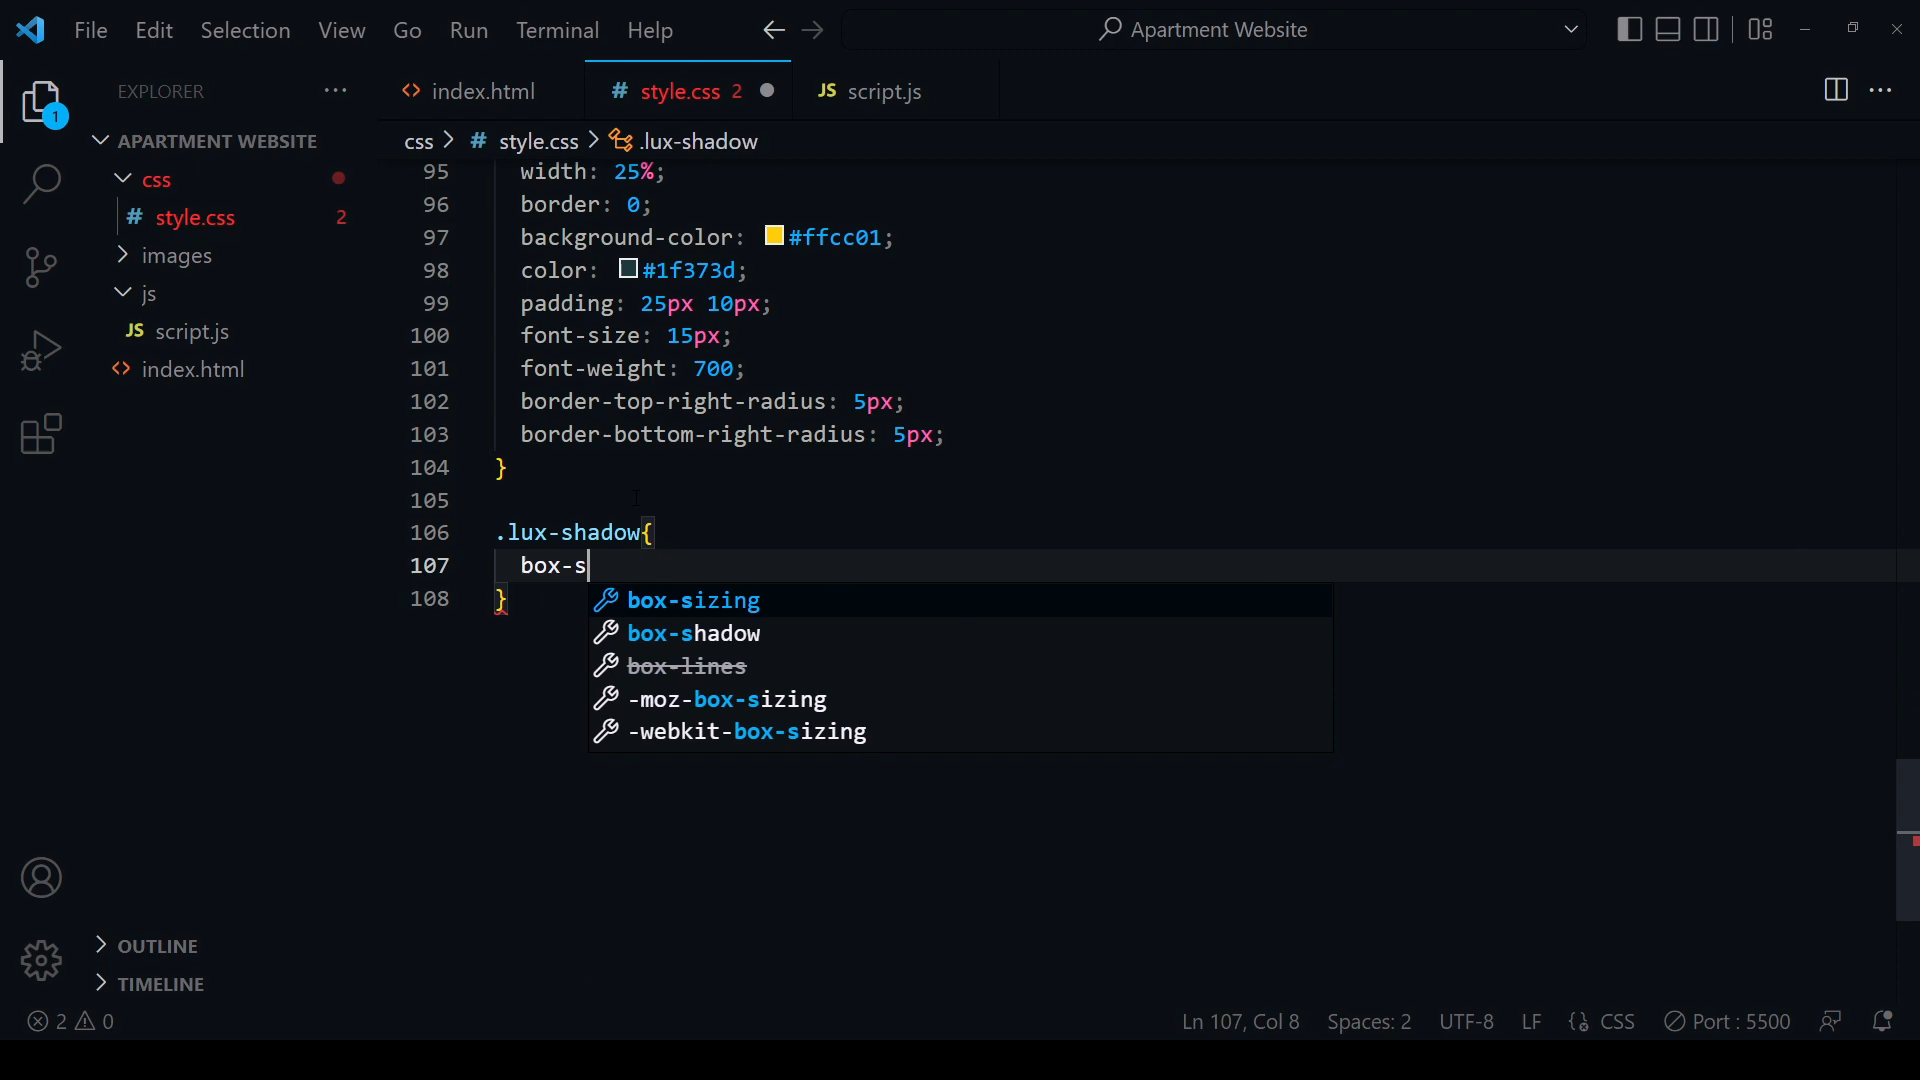 File Edit Selection View Go Run Terminal Help Apartment Website
EXPLORER ...
index.html # style.css 2 JS script.js ...
APARTMENT WEBSITE
css > # style.css > .lux-shadow
css
# style.css 2
images
js
JS script.js
index.html
1
95 width: 25%;
96 border: 0;
97 background-color: #ffcc01;
98 color: #1f373d;
99 padding: 25px 10px;
100 font-size: 15px;
101 font-weight: 700;
102 border-top-right-radius: 5px;
103 border-bottom-right-radius: 5px;
104 }
105
106 .lux-shadow{
107 box-s
108 }
box-sizing
box-shadow
box-lines
-moz-box-sizing
-webkit-box-sizing
OUTLINE
TIMELINE
2 0 Ln 107, Col 8 Spaces: 2 UTF-8 LF {} CSS Port : 5500